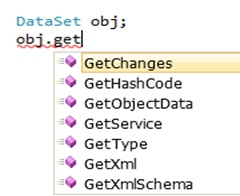 DataSet obj;
obj.get
GetChanges
GetHashCode
GetObjectData
GetService
GetType
GetXml
GetXmlSchema